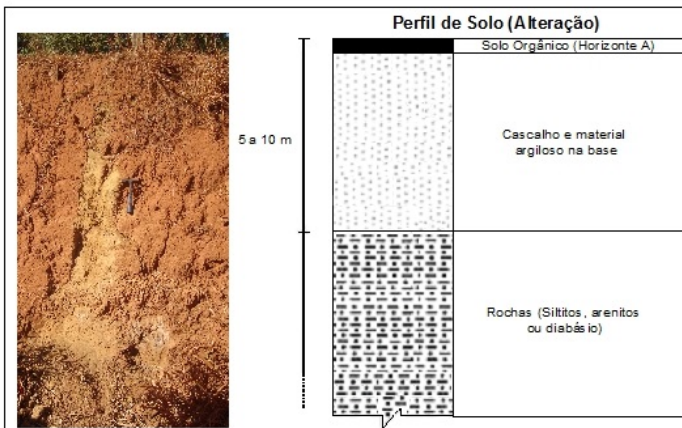 Perfil de Solo (Alteração)
Solo Orgânico (Horizonte A)
5 a 10 m
Cascalho e material
argiloso na base
Rochas (Siltitos, arenitos
ou diabásio)